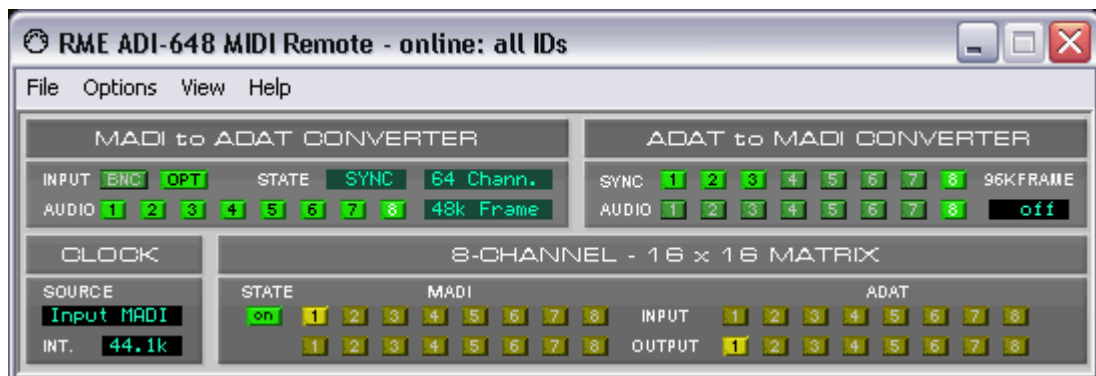 RME ADI-648 MIDI Remote - online: all IDs
File Options View Help
MADI to ADAT CONVERTER
INPUT BNC OPT STATE SYNC 64 Chann.
AUDIO 1 2 3 4 5 6 7 8 48k Frame
ADAT to MADI CONVERTER
SYNC 1 2 3 4 5 6 7 8 96KFRAME
AUDIO 1 2 3 4 5 6 7 8 off
CLOCK
SOURCE
Input MADI
INT. 44.1k
8-CHANNEL - 16 x 16 MATRIX
STATE MADI ADAT
on 1 2 3 4 5 6 7 8 INPUT 1 2 3 4 5 6 7 8
1 2 3 4 5 6 7 8 OUTPUT 1 2 3 4 5 6 7 8